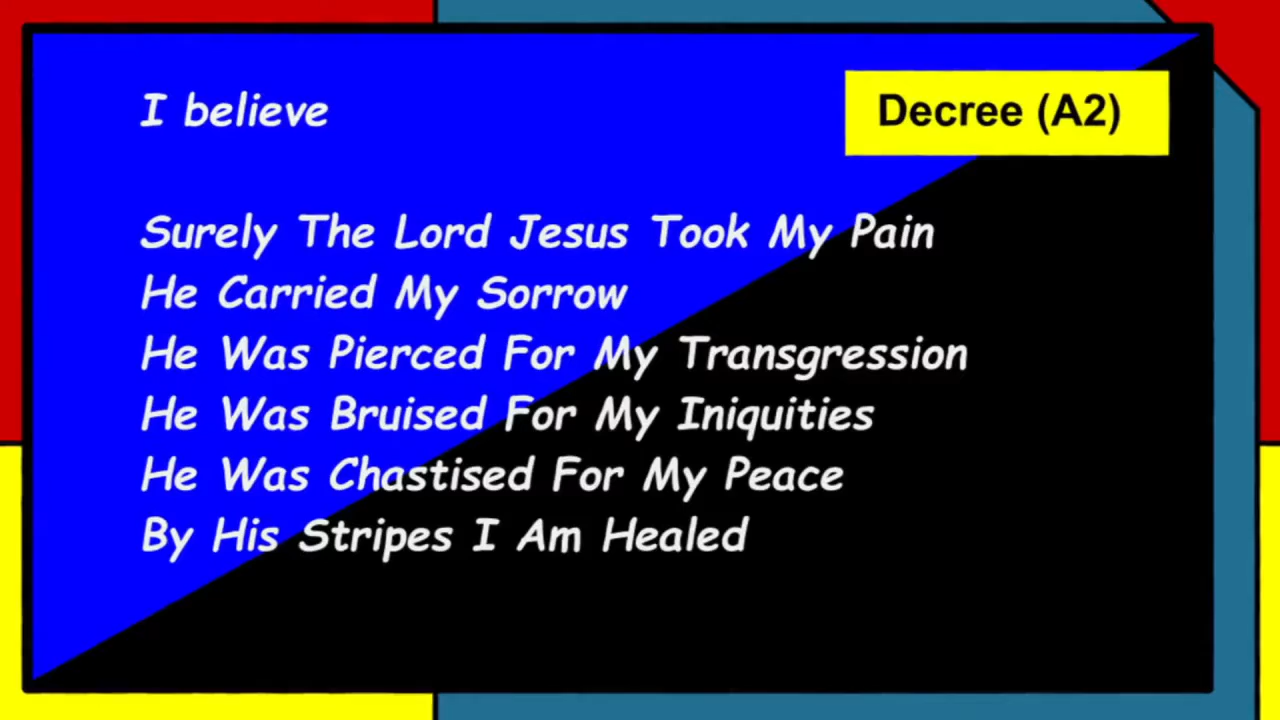 I believe
Decree (A2)
Surely The Lord Jesus Took My Pain
He Carried My Sorrow
He Was Pierced For My Transgression
He Was Bruised For My Iniquities
He Was Chastised For My Peace
By His Stripes I Am Healed